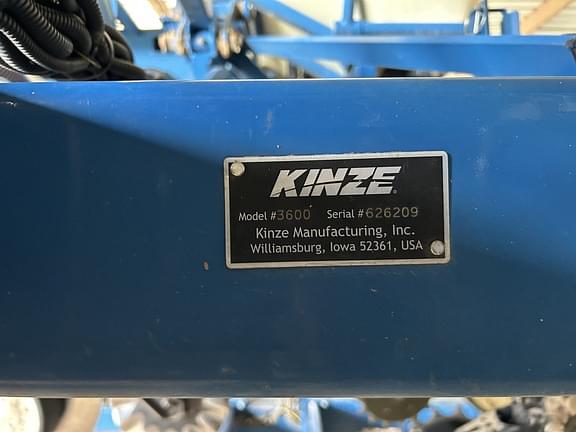 KINZE®
Model #3600 Serial #626209
Kinze Manufacturing, Inc.
Williamsburg, Iowa 52361, USA